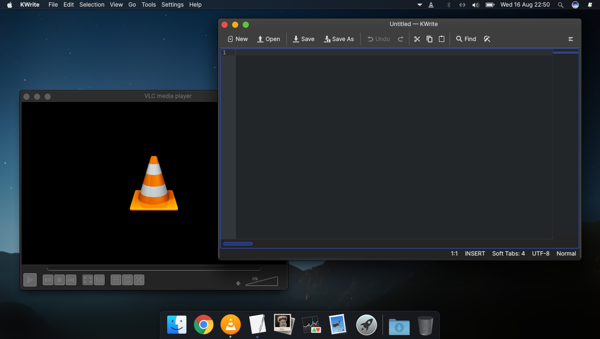 KWrite File Edit Selection View Go Tools Settings Help
Wed 16 Aug 22:50
Untitled — KWrite
New Open Save Save As Undo Find
1
VLC media player
0%
1:1 INSERT Soft Tabs: 4 UTF-8 Normal